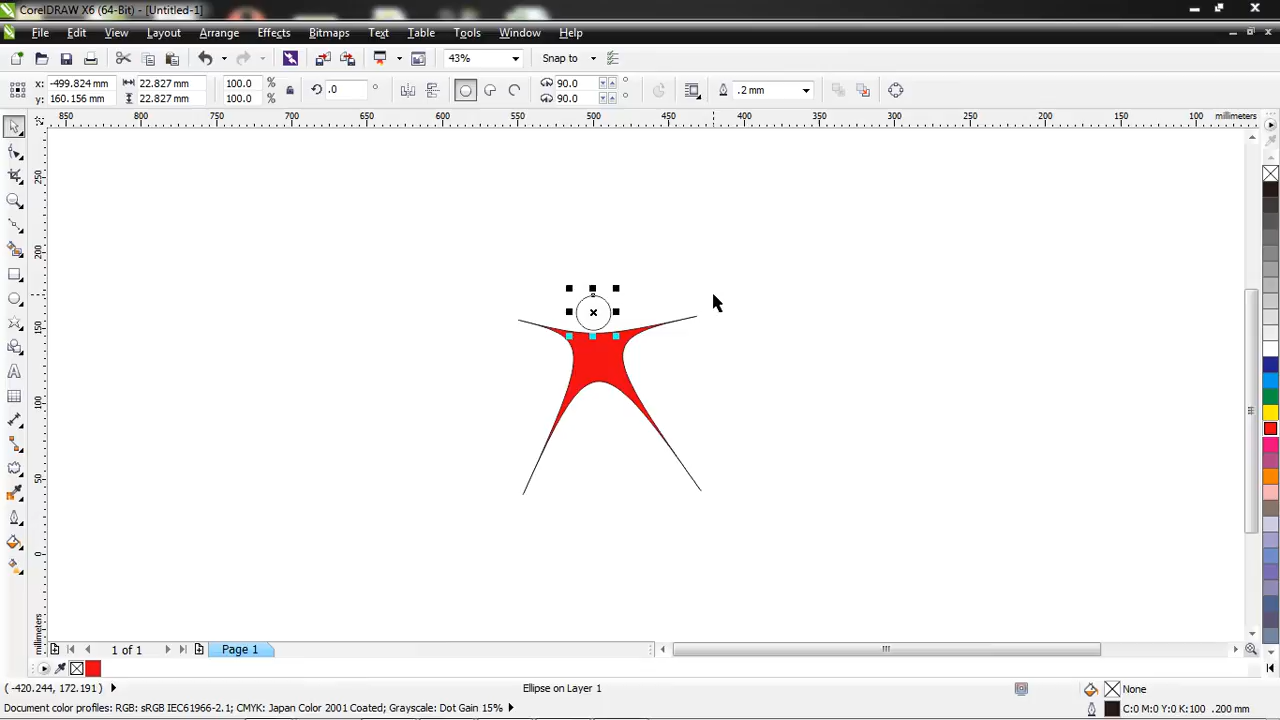 CorelDRAW X6 (64-Bit) - [Untitled-1]
File Edit View Layout Arrange Effects Bitmaps Text Table Tools Window Help
43% Snap to
x: -499.824 mm 22.827 mm 100.0 % .0 ° 90.0 ° .2 mm
y: 160.156 mm 22.827 mm 100.0 % 90.0 °
850 800 750 700 650 600 550 500 450 400 350 300 250 200 150 100 millimeters
250
200
150
100
50
0
millimeters
1 of 1 Page 1
(-420.244, 172.191) Ellipse on Layer 1 None
Document color profiles: RGB: sRGB IEC61966-2.1; CMYK: Japan Color 2001 Coated; Grayscale: Dot Gain 15% C:0 M:0 Y:0 K:100 .200 mm